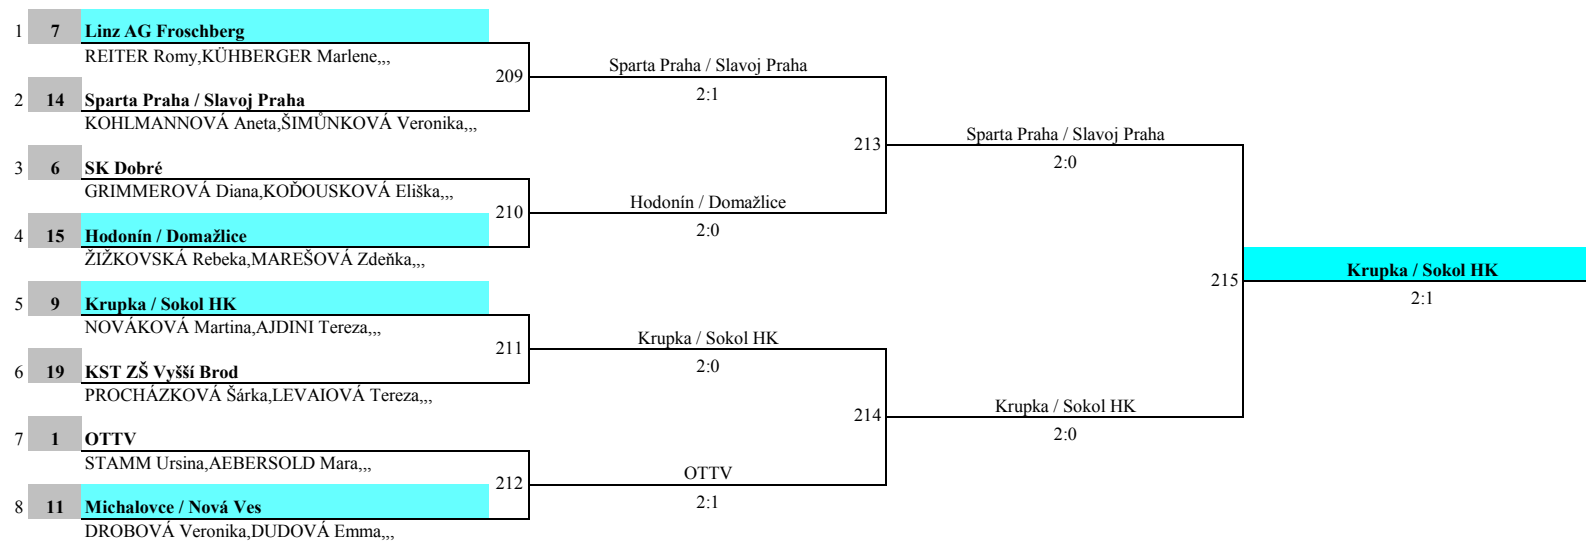 1 7 Linz AG Froschberg
REITER Romy,KÜHBERGER Marlene,,,
209
Sparta Praha / Slavoj Praha
2:1
2 14 Sparta Praha / Slavoj Praha
KOHLMANNOVÁ Aneta,ŠIMŮNKOVÁ Veronika,,,
213
Sparta Praha / Slavoj Praha
2:0
3 6 SK Dobré
GRIMMEROVÁ Diana,KOĎOUSKOVÁ Eliška,,,
210
Hodonín / Domažlice
2:0
4 15 Hodonín / Domažlice
ŽIŽKOVSKÁ Rebeka,MAREŠOVÁ Zdeňka,,,
215
Krupka / Sokol HK
2:1
5 9 Krupka / Sokol HK
NOVÁKOVÁ Martina,AJDINI Tereza,,,
211
Krupka / Sokol HK
2:0
6 19 KST ZŠ Vyšší Brod
PROCHÁZKOVÁ Šárka,LEVAIOVÁ Tereza,,,
214
Krupka / Sokol HK
2:0
7 1 OTTV
STAMM Ursina,AEBERSOLD Mara,,,
212
OTTV
2:1
8 11 Michalovce / Nová Ves
DROBOVÁ Veronika,DUDOVÁ Emma,,,